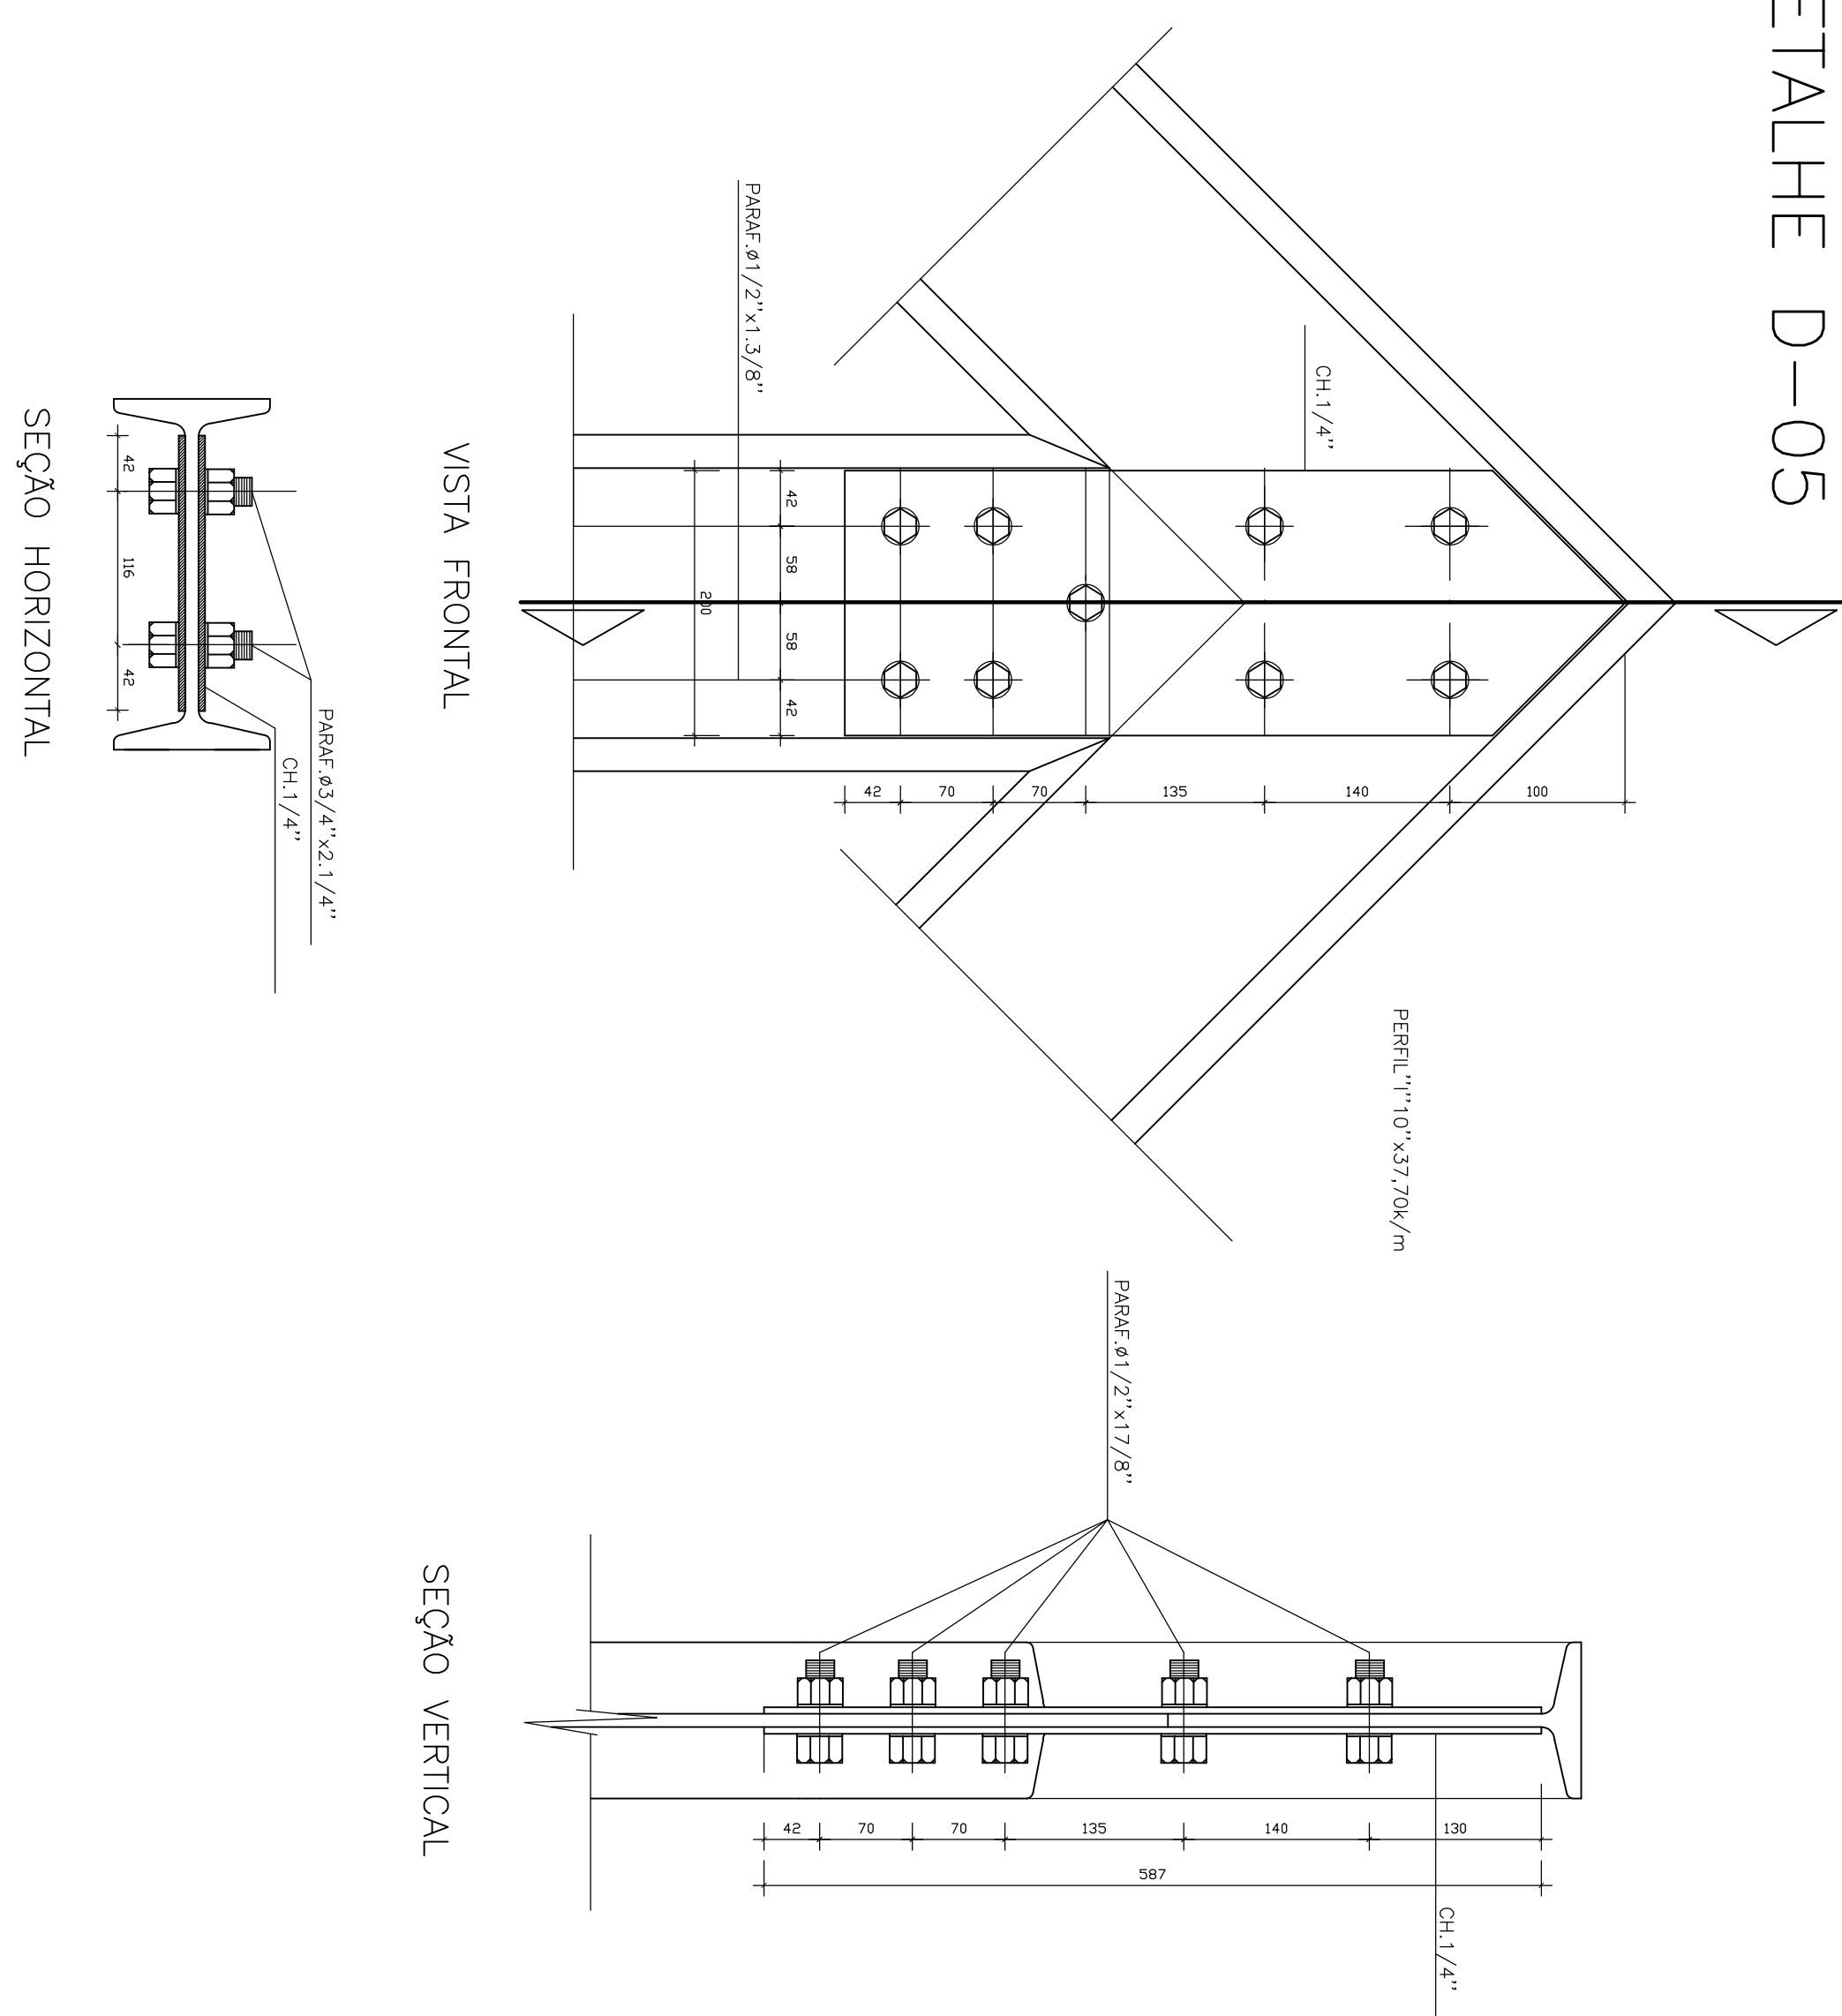 ETALHE D-05
CH.1/4"
PARAF.ø1/2"x1.3/8"
PERFIL"I"10"x37,70k/m
42
58
58
42
200
42
70
70
135
140
100
VISTA FRONTAL
PARAF.ø1/2"x17/8"
42
70
70
135
140
130
587
CH.1/4"
SEÇÃO VERTICAL
42
116
42
PARAF.ø3/4"x2.1/4"
CH.1/4"
SEÇÃO HORIZONTAL